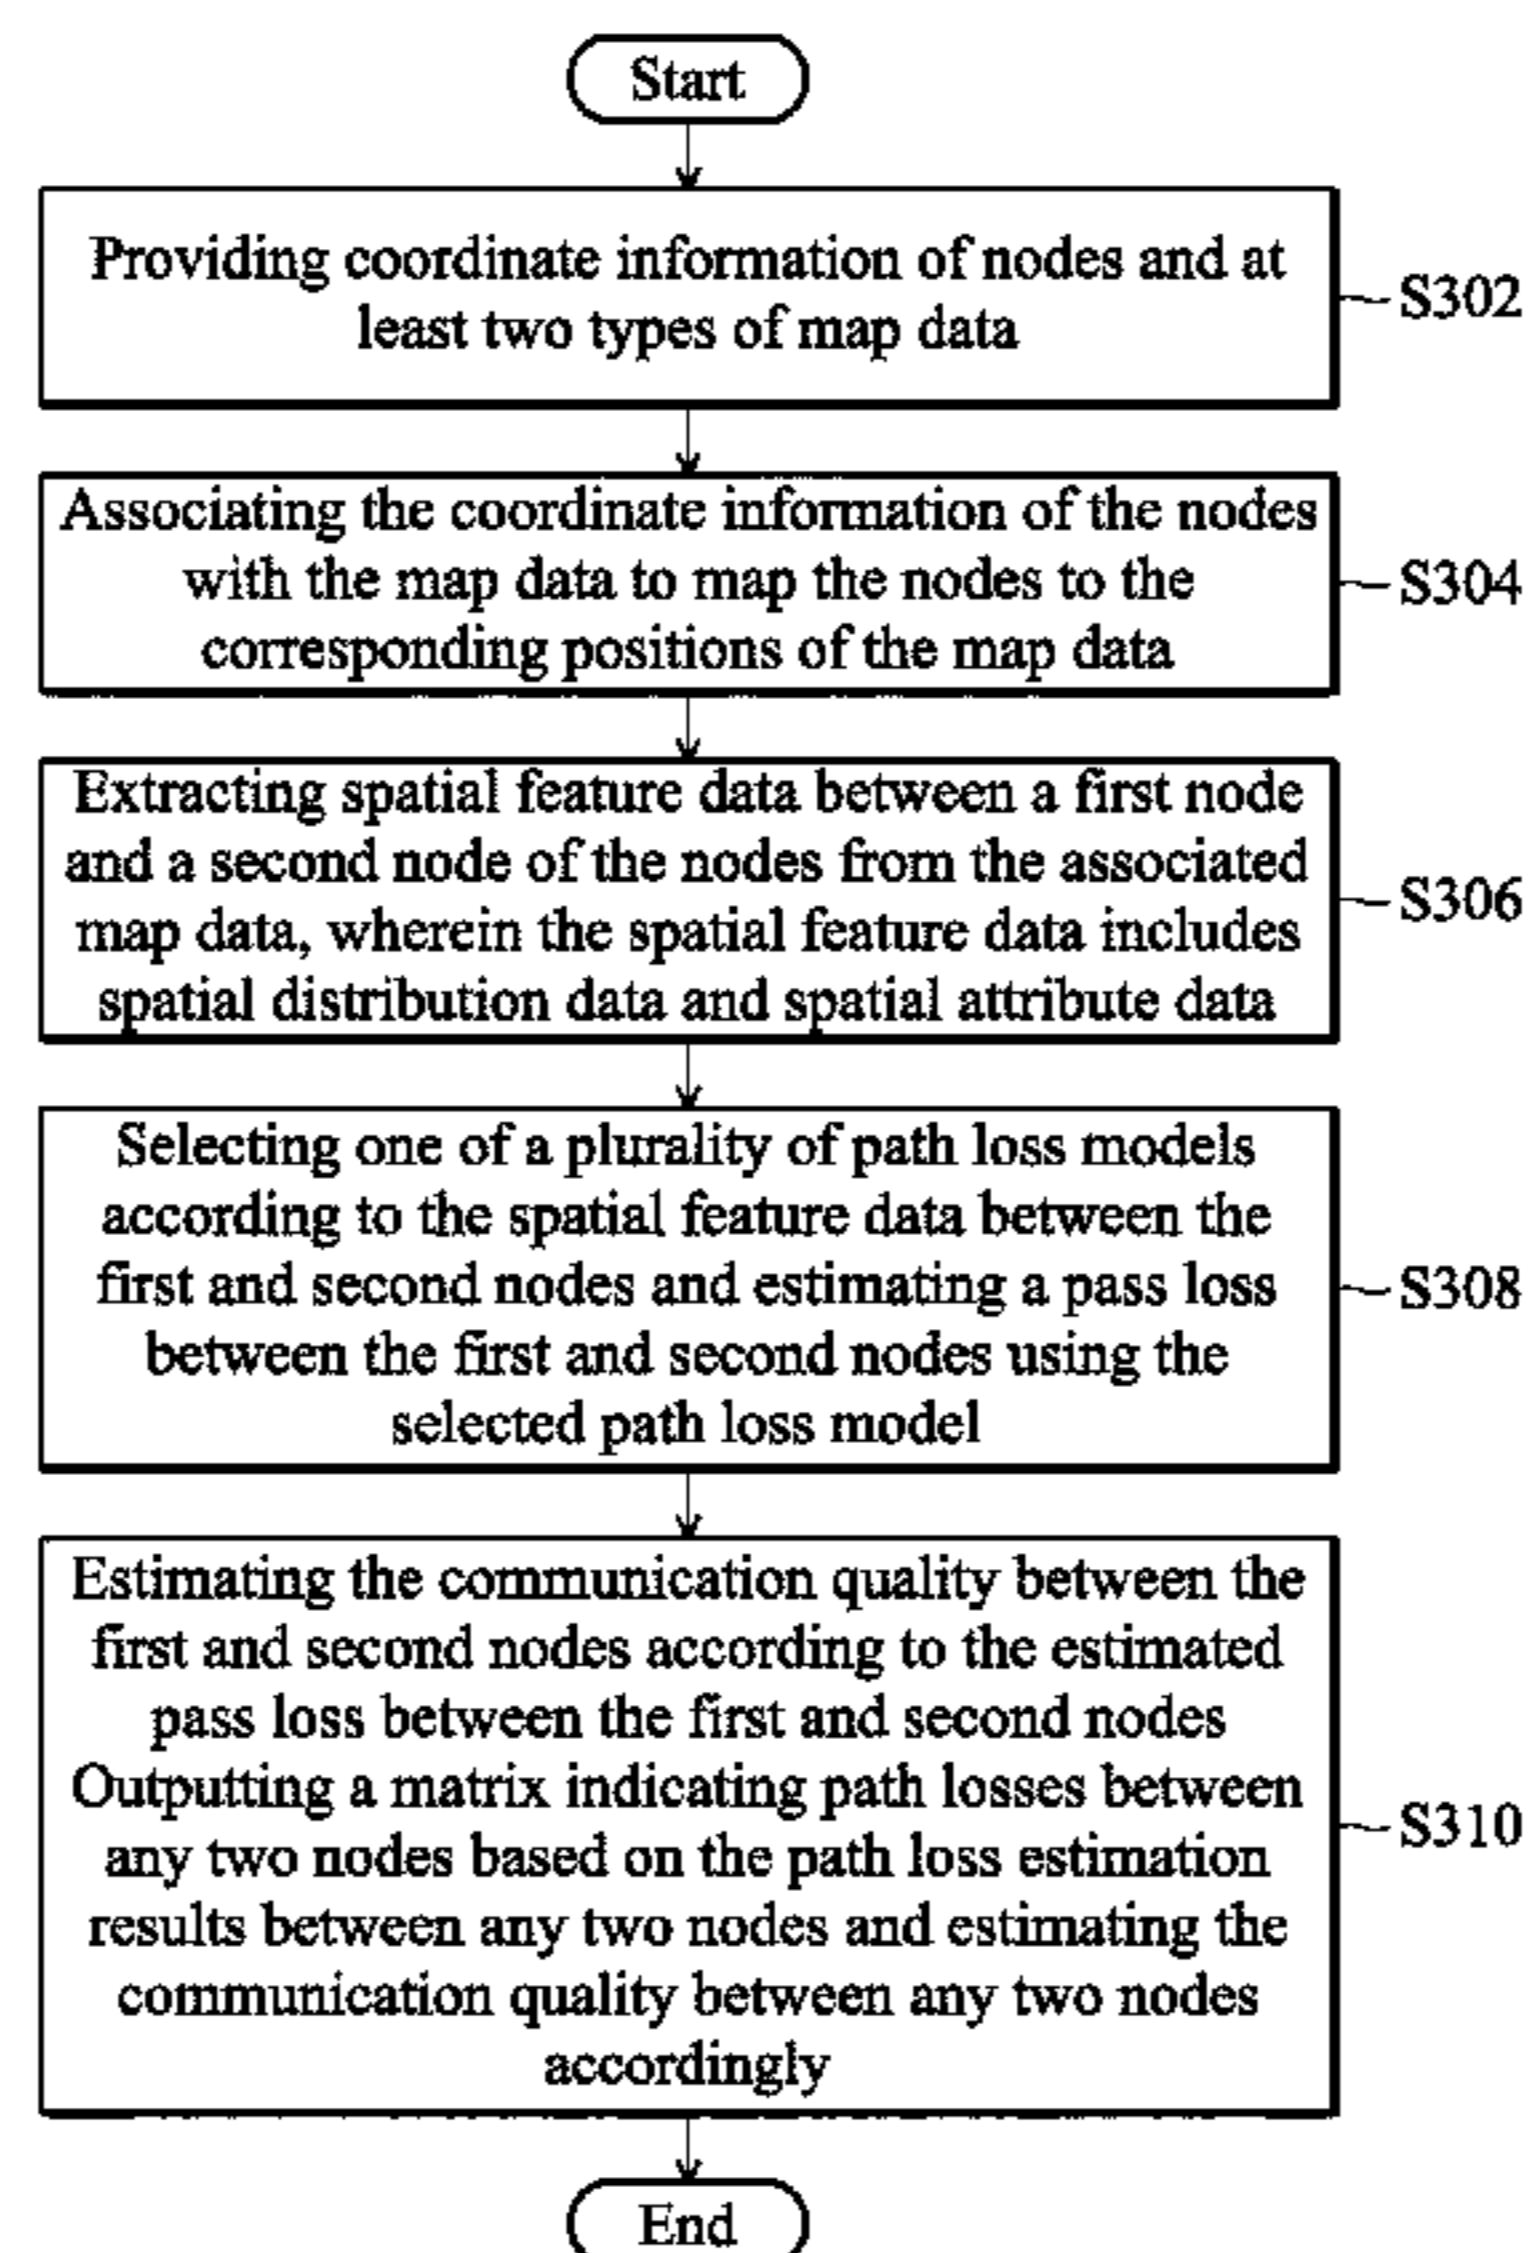 Start
Providing coordinate information of nodes and at
least two types of map data
S302
Associating the coordinate information of the nodes
with the map data to map the nodes to the
corresponding positions of the map data
S304
Extracting spatial feature data between a first node
and a second node of the nodes from the associated
map data, wherein the spatial feature data includes
spatial distribution data and spatial attribute data
S306
Selecting one of a plurality of path loss models
according to the spatial feature data between the
first and second nodes and estimating a pass loss
between the first and second nodes using the
selected path loss model
S308
Estimating the communication quality between the
first and second nodes according to the estimated
pass loss between the first and second nodes
Outputting a matrix indicating path losses between
any two nodes based on the path loss estimation
results between any two nodes and estimating the
communication quality between any two nodes
accordingly
S310
End